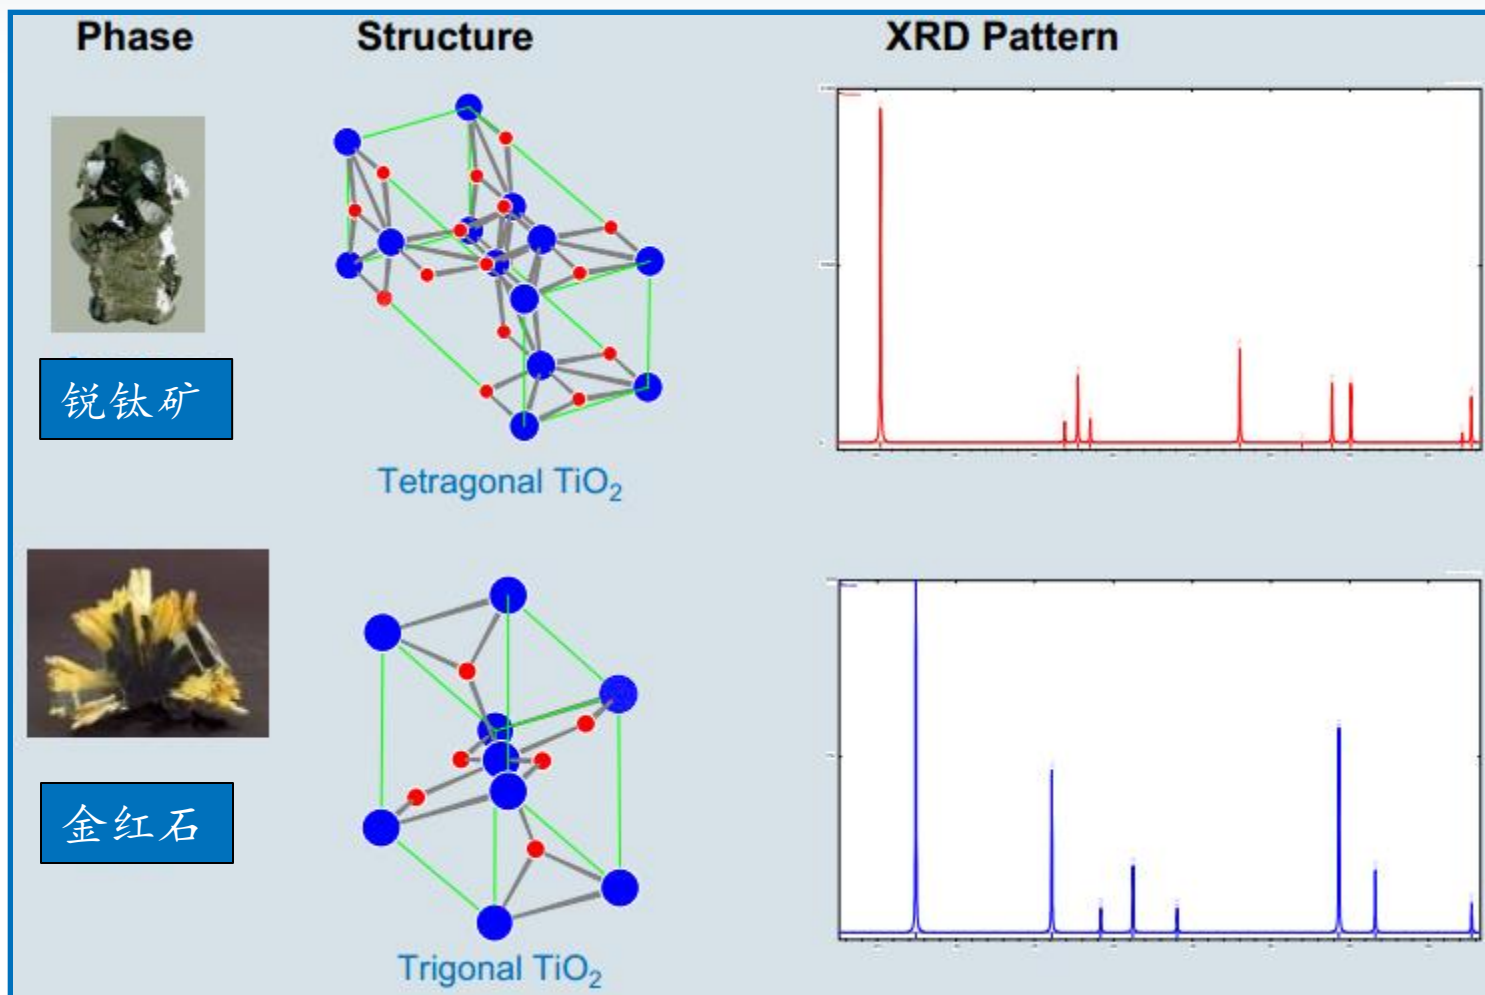 Phase
Structure
XRD Pattern
锐钛矿
Tetragonal TiO₂
金红石
Trigonal TiO₂